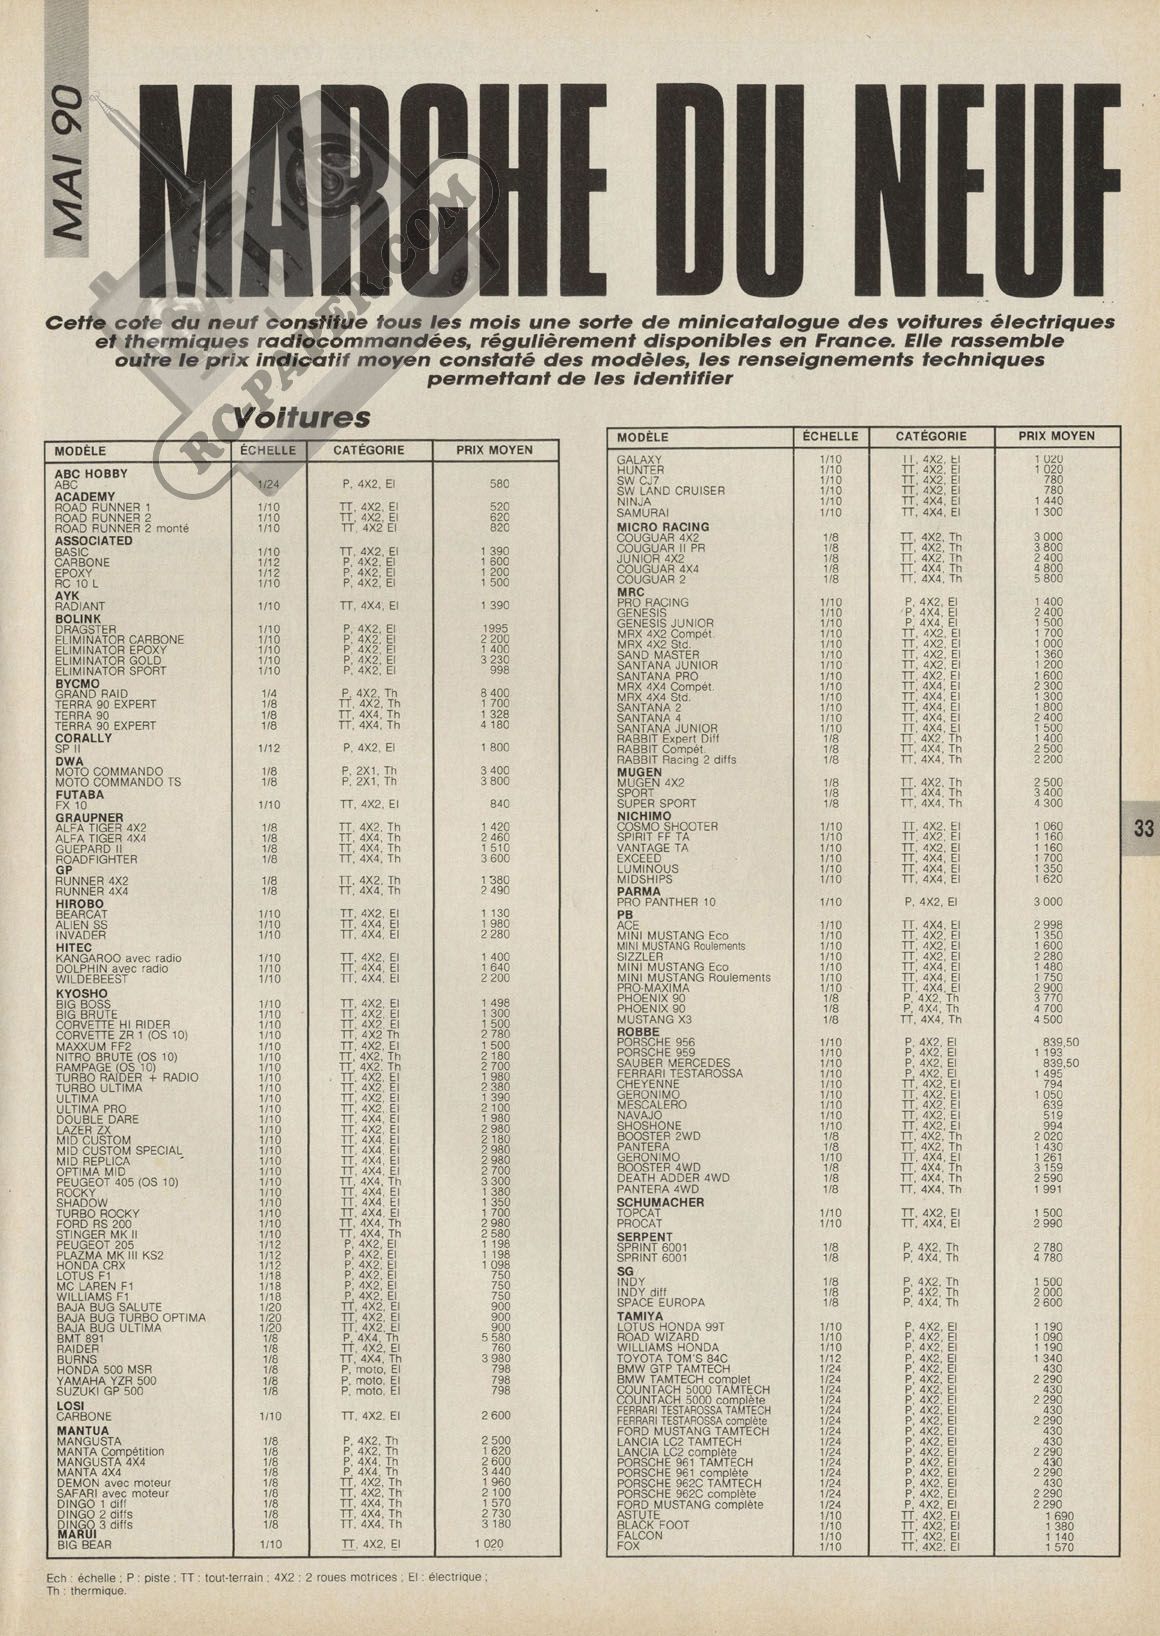 MAI 90
MARCHE DU NEUF
RC-PAPER.COM
Cette cote du neuf constitue tous les mois une sorte de minicatalogue des voitures électriques
et thermiques radiocommandées, régulièrement disponibles en France. Elle rassemble
outre le prix indicatif moyen constaté des modèles, les renseignements techniques
permettant de les identifier
Voitures
MODÈLE ÉCHELLE CATÉGORIE PRIX MOYEN
ABC HOBBY
ABC 1/24 P, 4X2, El 580
ACADEMY
ROAD RUNNER 1 1/10 TT, 4X2, El 520
ROAD RUNNER 2 1/10 TT, 4X2, El 620
ROAD RUNNER 2 monté 1/10 TT, 4X2 El 820
ASSOCIATED
BASIC 1/10 TT, 4X2, El 1 390
CARBONE 1/12 P, 4X2, El 1 600
EPOXY 1/12 P, 4X2, El 1 200
RC 10 L 1/10 P, 4X2, El 1 500
AYK
RADIANT 1/10 TT, 4X4, El 1 390
BOLINK
DRAGSTER 1/10 P, 4X2, El 1995
ELIMINATOR CARBONE 1/10 P, 4X2, El 2 200
ELIMINATOR EPOXY 1/10 P, 4X2, El 1 400
ELIMINATOR GOLD 1/10 P, 4X2, El 3 230
ELIMINATOR SPORT 1/10 P, 4X2, El 998
BYCMO
GRAND RAID 1/4 P, 4X2, Th 8 400
TERRA 90 EXPERT 1/8 TT, 4X2, Th 1 700
TERRA 90 1/8 TT, 4X4, Th 1 328
TERRA 90 EXPERT 1/8 TT, 4X4, Th 4 180
CORALLY
SP II 1/12 P, 4X2, El 1 800
DWA
MOTO COMMANDO 1/8 P, 2X1, Th 3 400
MOTO COMMANDO TS 1/8 P, 2X1, Th 3 800
FUTABA
FX 10 1/10 TT, 4X2, El 840
GRAUPNER
ALFA TIGER 4X2 1/8 TT, 4X2, Th 1 420
ALFA TIGER 4X4 1/8 TT, 4X4, Th 2 460
GUEPARD II 1/8 TT, 4X4, Th 1 510
ROADFIGHTER 1/8 TT, 4X4, Th 3 600
GP
RUNNER 4X2 1/8 TT, 4X2, Th 1 380
RUNNER 4X4 1/8 TT, 4X4, Th 2 490
HIROBO
BEARCAT 1/10 TT, 4X2, El 1 130
ALIEN SS 1/10 TT, 4X4, El 1 980
INVADER 1/10 TT, 4X4, El 2 280
HITEC
KANGAROO avec radio 1/10 TT, 4X2, El 1 400
DOLPHIN avec radio 1/10 TT, 4X4, El 1 640
WILDEBEEST 1/10 TT, 4X4, El 2 200
KYOSHO
BIG BOSS 1/10 TT, 4X2, El 1 498
BIG BRUTE 1/10 TT, 4X2, El 1 300
CORVETTE HI RIDER 1/10 TT, 4X2, El 1 500
CORVETTE ZR 1 (OS 10) 1/10 TT, 4X2 Th 2 780
MAXXUM FF2 1/10 TT, 4X2, El 1 500
NITRO BRUTE (OS 10) 1/10 TT, 4X2, Th 2 180
RAMPAGE (OS 10) 1/10 TT, 4X2, Th 2 700
TURBO RAIDER + RADIO 1/10 TT, 4X2, El 1 980
TURBO ULTIMA 1/10 TT, 4X2, El 2 380
ULTIMA 1/10 TT, 4X2, El 1 390
ULTIMA PRO 1/10 TT, 4X2, El 2 100
DOUBLE DARE 1/10 TT, 4X4, El 1 980
LAZER ZX 1/10 TT, 4X4, El 2 980
MID CUSTOM 1/10 TT, 4X4, El 2 180
MID CUSTOM SPECIAL 1/10 TT, 4X4, El 2 980
MID REPLICA 1/10 TT, 4X4, El 2 980
OPTIMA MID 1/10 TT, 4X4, El 2 700
PEUGEOT 405 (OS 10) 1/10 TT, 4X4, Th 3 300
ROCKY 1/10 TT, 4X4, El 1 380
SHADOW 1/10 TT, 4X4, El 1 350
TURBO ROCKY 1/10 TT, 4X4, El 1 700
FORD RS 200 1/10 TT, 4X4, Th 2 980
STINGER MK II 1/10 TT, 4X4, Th 2 580
PEUGEOT 205 1/12 P, 4X2, El 1 198
PLAZMA MK III KS2 1/12 P, 4X2, El 1 198
HONDA CRX 1/12 P, 4X2, El 1 098
LOTUS F1 1/18 P, 4X2, El 750
MC LAREN F1 1/18 P, 4X2, El 750
WILLIAMS F1 1/18 P, 4X2, El 750
BAJA BUG SALUTE 1/20 TT, 4X2, El 900
BAJA BUG TURBO OPTIMA 1/20 TT, 4X2, El 900
BAJA BUG ULTIMA 1/20 TT, 4X2, El 900
BMT 891 1/8 P, 4X4, Th 5 580
RAIDER 1/8 TT, 4X2, El 760
BURNS 1/8 TT, 4X4, Th 3 980
HONDA 500 MSR 1/8 P, moto, El 798
YAMAHA YZR 500 1/8 P, moto, El 798
SUZUKI GP 500 1/8 P, moto, El 798
LOSI
CARBONE 1/10 TT, 4X2, El 2 600
MANTUA
MANGUSTA 1/8 P, 4X2, Th 2 500
MANTA Compétition 1/8 P, 4X2, Th 1 620
MANGUSTA 4X4 1/8 P, 4X4, Th 2 600
MANTA 4X4 1/8 P, 4X4, Th 3 440
DEMON avec moteur 1/8 TT, 4X2, Th 1 960
SAFARI avec moteur 1/8 TT, 4X2, Th 2 100
DINGO 1 diff 1/8 TT, 4X4, Th 1 570
DINGO 2 diffs 1/8 TT, 4X4, Th 2 730
DINGO 3 diffs 1/8 TT, 4X4, Th 3 180
MARUI
BIG BEAR 1/10 TT, 4X2, El 1 020
MODÈLE ÉCHELLE CATÉGORIE PRIX MOYEN
GALAXY 1/10 TT, 4X2, El 1 020
HUNTER 1/10 TT, 4X2, El 1 020
SW CJ7 1/10 TT, 4X2, El 780
SW LAND CRUISER 1/10 TT, 4X2, El 780
NINJA 1/10 TT, 4X4, El 1 440
SAMURAI 1/10 TT, 4X4, El 1 300
MICRO RACING
COUGUAR 4X2 1/8 TT, 4X2, Th 3 000
COUGUAR II PR 1/8 TT, 4X2, Th 3 800
JUNIOR 4X2 1/8 TT, 4X2, Th 2 400
COUGUAR 4X4 1/8 TT, 4X4, Th 4 800
COUGUAR 2 1/8 TT, 4X4, Th 5 800
MRC
PRO RACING 1/10 P, 4X2, El 1 400
GENESIS 1/10 P, 4X4, El 2 400
GENESIS JUNIOR 1/10 P, 4X4, El 1 500
MRX 4X2 Compét. 1/10 TT, 4X2, El 1 700
MRX 4X2 Std. 1/10 TT, 4X2, El 1 000
SAND MASTER 1/10 TT, 4X2, El 1 360
SANTANA JUNIOR 1/10 TT, 4X2, El 1 200
SANTANA PRO 1/10 TT, 4X2, El 1 600
MRX 4X4 Compét. 1/10 TT, 4X4, El 2 300
MRX 4X4 Std. 1/10 TT, 4X4, El 1 300
SANTANA 2 1/10 TT, 4X4, El 1 800
SANTANA 4 1/10 TT, 4X4, El 2 400
SANTANA JUNIOR 1/10 TT, 4X4, El 1 500
RABBIT Expert Diff 1/8 TT, 4X2, Th 1 400
RABBIT Compét. 1/8 TT, 4X4, Th 2 500
RABBIT Racing 2 diffs 1/8 TT, 4X4, Th 2 200
MUGEN
MUGEN 4X2 1/8 TT, 4X2, Th 2 500
SPORT 1/8 TT, 4X4, Th 3 400
SUPER SPORT 1/8 TT, 4X4, Th 4 300
NICHIMO
COSMO SHOOTER 1/10 TT, 4X2, El 1 060
SPIRIT FF TA 1/10 TT, 4X2, El 1 160
VANTAGE TA 1/10 TT, 4X2, El 1 160
EXCEED 1/10 TT, 4X4, El 1 700
LUMINOUS 1/10 TT, 4X4, El 1 350
MIDSHIPS 1/10 TT, 4X4, El 1 620
PARMA
PRO PANTHER 10 1/10 P, 4X2, El 3 000
PB
ACE 1/10 TT, 4X4, El 2 998
MINI MUSTANG Eco 1/10 TT, 4X2, El 1 350
MINI MUSTANG Roulements 1/10 TT, 4X2, El 1 600
SIZZLER 1/10 TT, 4X2, El 2 280
MINI MUSTANG Eco 1/10 TT, 4X4, El 1 480
MINI MUSTANG Roulements 1/10 TT, 4X4, El 1 750
PRO-MAXIMA 1/10 TT, 4X4, El 2 900
PHOENIX 90 1/8 P, 4X2, Th 3 770
PHOENIX 90 1/8 P, 4X4, Th 4 700
MUSTANG X3 1/8 TT, 4X4, Th 4 500
ROBBE
PORSCHE 956 1/10 P, 4X2, El 839,50
PORSCHE 959 1/10 P, 4X2, El 1 193
SAUBER MERCEDES 1/10 P, 4X2, El 839,50
FERRARI TESTAROSSA 1/10 P, 4X2, El 1 495
CHEYENNE 1/10 TT, 4X2, El 794
GERONIMO 1/10 TT, 4X2, El 1 050
MESCALERO 1/10 TT, 4X2, El 639
NAVAJO 1/10 TT, 4X2, El 519
SHOSHONE 1/10 TT, 4X2, El 994
BOOSTER 2WD 1/8 TT, 4X2, Th 2 020
PANTERA 1/8 TT, 4X2, Th 1 430
GERONIMO 1/10 TT, 4X4, El 1 261
BOOSTER 4WD 1/8 TT, 4X4, Th 3 159
DEATH ADDER 4WD 1/8 TT, 4X4, Th 2 590
PANTERA 4WD 1/8 TT, 4X4, Th 1 991
SCHUMACHER
TOPCAT 1/10 TT, 4X2, El 1 500
PROCAT 1/10 TT, 4X4, El 2 990
SERPENT
SPRINT 6001 1/8 P, 4X2, Th 2 780
SPRINT 6001 1/8 P, 4X4, Th 4 780
SG
INDY 1/8 P, 4X2, Th 1 500
INDY diff 1/8 P, 4X2, Th 2 000
SPACE EUROPA 1/8 P, 4X4, Th 2 600
TAMIYA
LOTUS HONDA 99T 1/10 P, 4X2, El 1 190
ROAD WIZARD 1/10 P, 4X2, El 1 090
WILLIAMS HONDA 1/10 P, 4X2, El 1 190
TOYOTA TOM'S 84C 1/12 P, 4X2, El 1 340
BMW GTP TAMTECH 1/24 P, 4X2, El 430
BMW TAMTECH complet 1/24 P, 4X2, El 2 290
COUNTACH 5000 TAMTECH 1/24 P, 4X2, El 430
COUNTACH 5000 complète 1/24 P, 4X2, El 2 290
FERRARI TESTAROSSA TAMTECH 1/24 P, 4X2, El 430
FERRARI TESTAROSSA complète 1/24 P, 4X2, El 2 290
FORD MUSTANG TAMTECH 1/24 P, 4X2, El 430
LANCIA LC2 TAMTECH 1/24 P, 4X2, El 430
LANCIA LC2 complète 1/24 P, 4X2, El 2 290
PORSCHE 961 TAMTECH 1/24 P, 4X2, El 430
PORSCHE 961 complète 1/24 P, 4X2, El 2 290
PORSCHE 962C TAMTECH 1/24 P, 4X2, El 430
PORSCHE 962C complète 1/24 P, 4X2, El 2 290
FORD MUSTANG complète 1/24 P, 4X2, El 2 290
ASTUTE 1/10 TT, 4X2, El 1 690
BLACK FOOT 1/10 TT, 4X2, El 1 380
FALCON 1/10 TT, 4X2, El 1 140
FOX 1/10 TT, 4X2, El 1 570
33
Ech : échelle ; P : piste ; TT : tout-terrain ; 4X2 : 2 roues motrices ; El : électrique ;
Th : thermique.